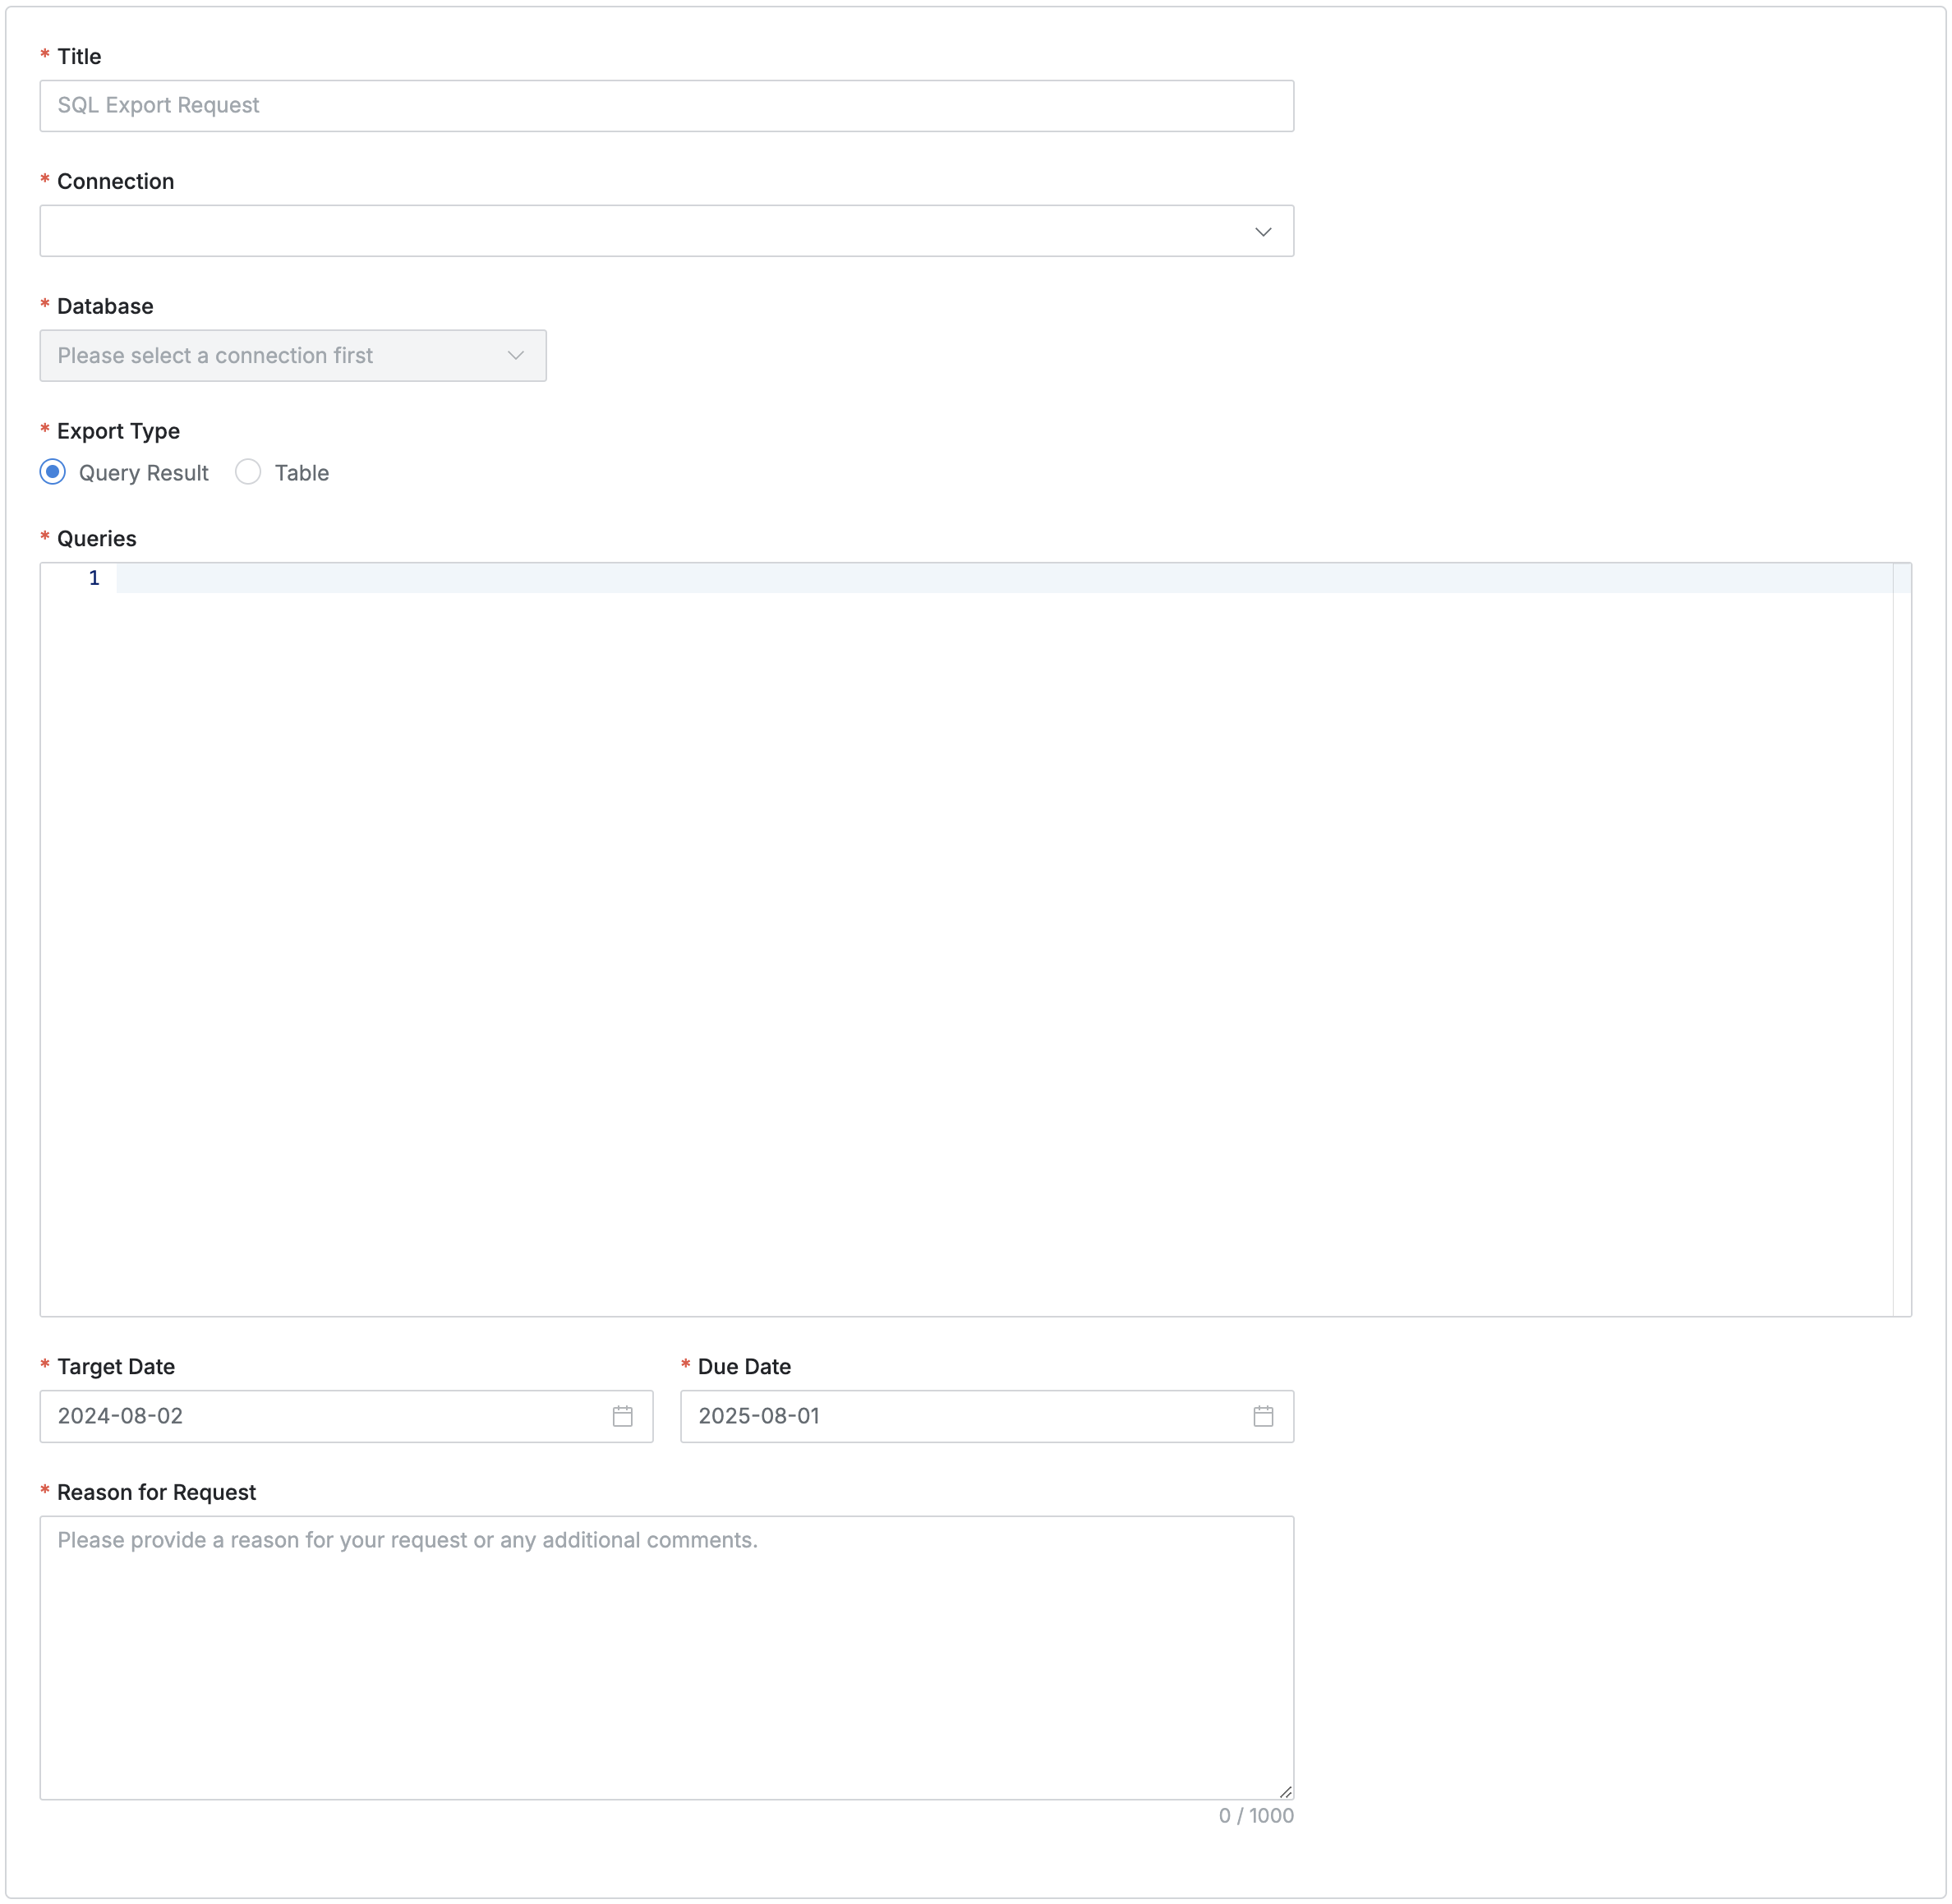 * Title
SQL Export Request
* Connection
* Database
Please select a connection first
* Export Type
Query Result Table
* Queries
1
* Target Date * Due Date
2024-08-02 2025-08-01
* Reason for Request
Please provide a reason for your request or any additional comments.
0 / 1000